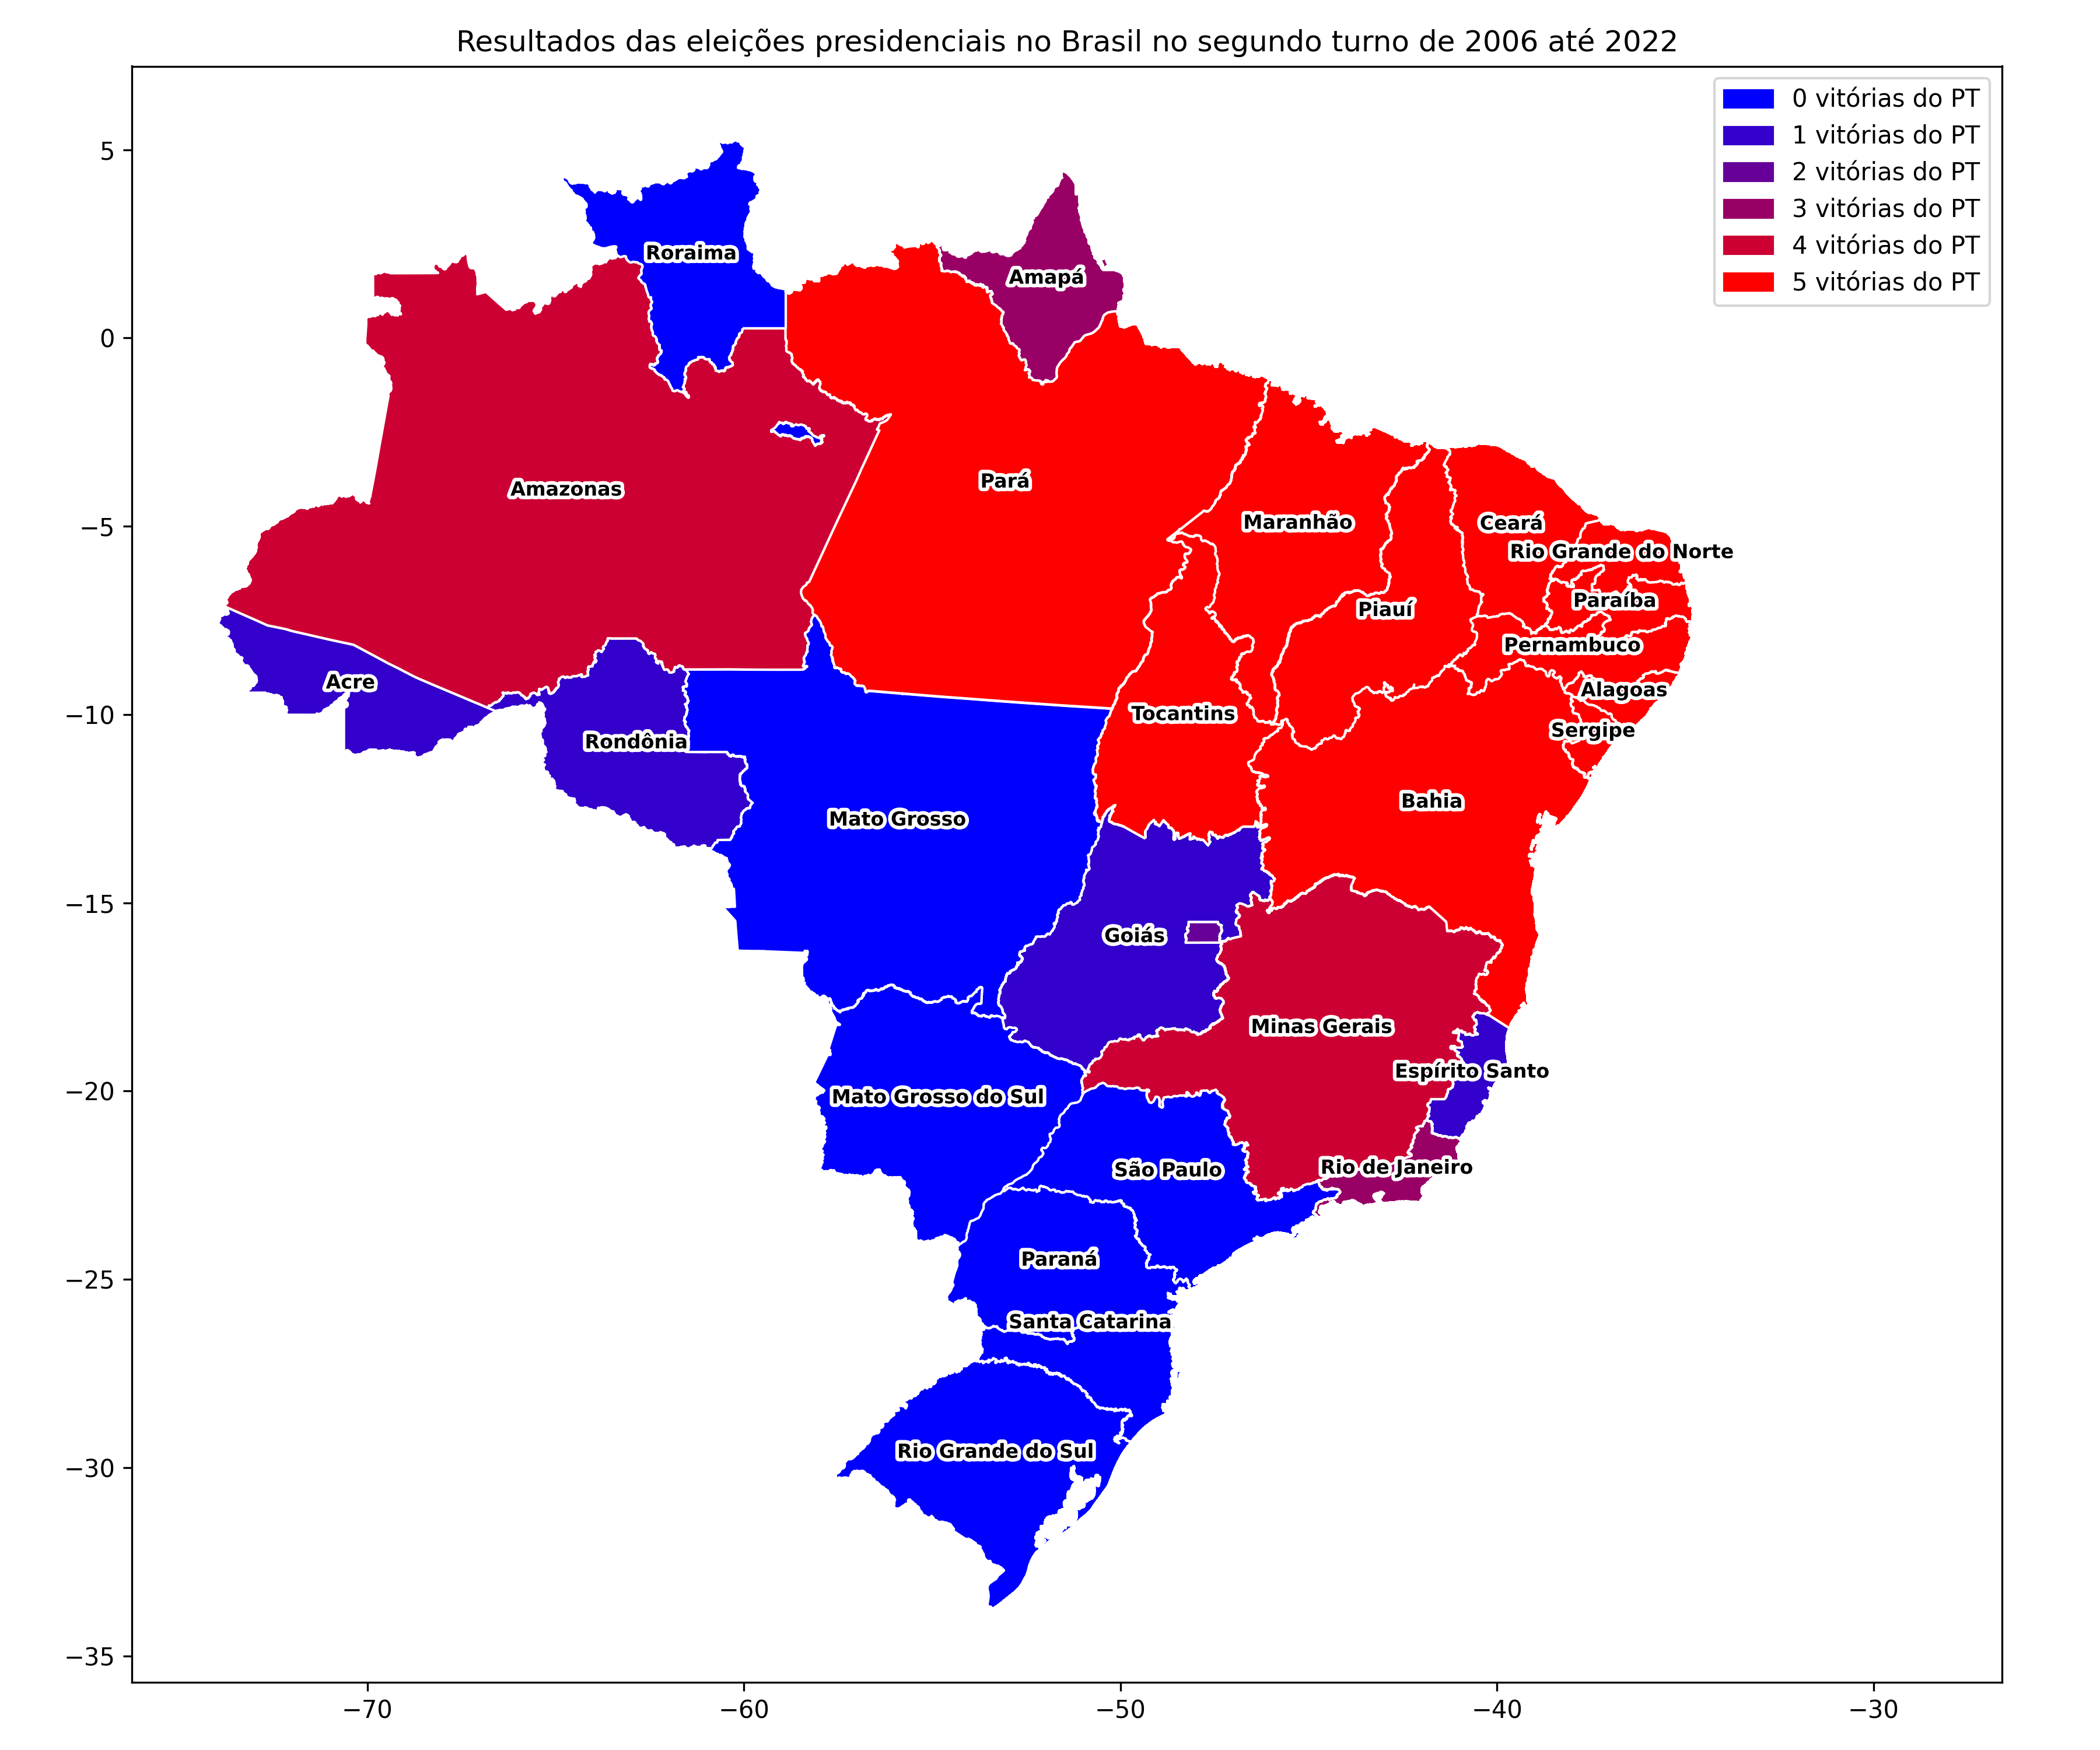 Resultados das eleições presidenciais no Brasil no segundo turno de 2006 até 2022
0 vitórias do PT
1 vitórias do PT
2 vitórias do PT
3 vitórias do PT
4 vitórias do PT
5 vitórias do PT
5
0
−5
−10
−15
−20
−25
−30
−35
Roraima
Amapá
Amazonas
Pará
Maranhão
Ceará
Rio Grande do Norte
Paraíba
Piauí
Pernambuco
Acre
Alagoas
Tocantins
Sergipe
Rondônia
Bahia
Mato Grosso
Goiás
Minas Gerais
Espírito Santo
Mato Grosso do Sul
Rio de Janeiro
São Paulo
Paraná
Santa Catarina
Rio Grande do Sul
−70
−60
−50
−40
−30